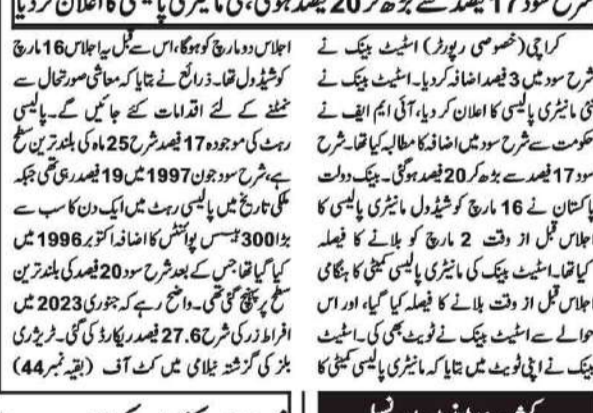 شرح سود 17 فیصد سے بڑھ کر 20 فیصد ہوگئی، نئی مانیٹری پالیسی کا اعلان کردیا
کراچی (خصوصی رپورٹر) اسٹیٹ بینک نے
شرح سود میں 3 فیصد اضافہ کردیا۔ اسٹیٹ بینک نے
نئی مانیٹری پالیسی کا اعلان کر دیا، آئی ایم ایف نے
حکومت سے شرح سود میں اضافہ کا مطالبہ کیا تھا۔ شرح
سود 17 فیصد سے بڑھ کر 20 فیصد ہوگئی۔ بینک دولت
پاکستان نے 16 مارچ کو شیڈول مانیٹری پالیسی کا
اجلاس قبل از وقت 2 مارچ کو بلانے کا فیصلہ
کیا تھا۔ اسٹیٹ بینک کی مانیٹری پالیسی کمیٹی کا ہنگامی
اجلاس قبل از وقت بلانے کا فیصلہ کیا گیا، اور اس
حوالے سے اسٹیٹ بینک نے ٹویٹ بھی کی۔ اسٹیٹ
بینک نے اپنی ٹویٹ میں بتایا کہ مانیٹری پالیسی کمیٹی کا
اجلاس دو مارچ کو ہوگا، اس سے قبل یہ اجلاس 16 مارچ
کو شیڈول تھا۔ ذرائع نے بتایا کہ معاشی صورتحال سے
نمٹنے کے لئے اقدامات کئے جائیں گے۔ پالیسی
ریٹ کی موجودہ 17 فیصد شرح 25 ماہ کی بلند ترین سطح
ہے، شرح سود جون 1997 میں 19 فیصد رہی تھی جبکہ
ملکی تاریخ میں پالیسی ریٹ میں ایک دن کا سب سے
بڑا 300 بیسس پوائنٹس کا اضافہ اکتوبر 1996 میں
کیا گیا تھا جس کے بعد شرح سود 20 فیصد کی بلند ترین
سطح پر پہنچ گئی تھی۔ واضح رہے کہ جنوری 2023 میں
افراط زر کی شرح 27.6 فیصد ریکارڈ کی گئی۔ ٹریژری
بلز کی گزشتہ نیلامی میں کٹ آف (بقیہ نمبر 44)